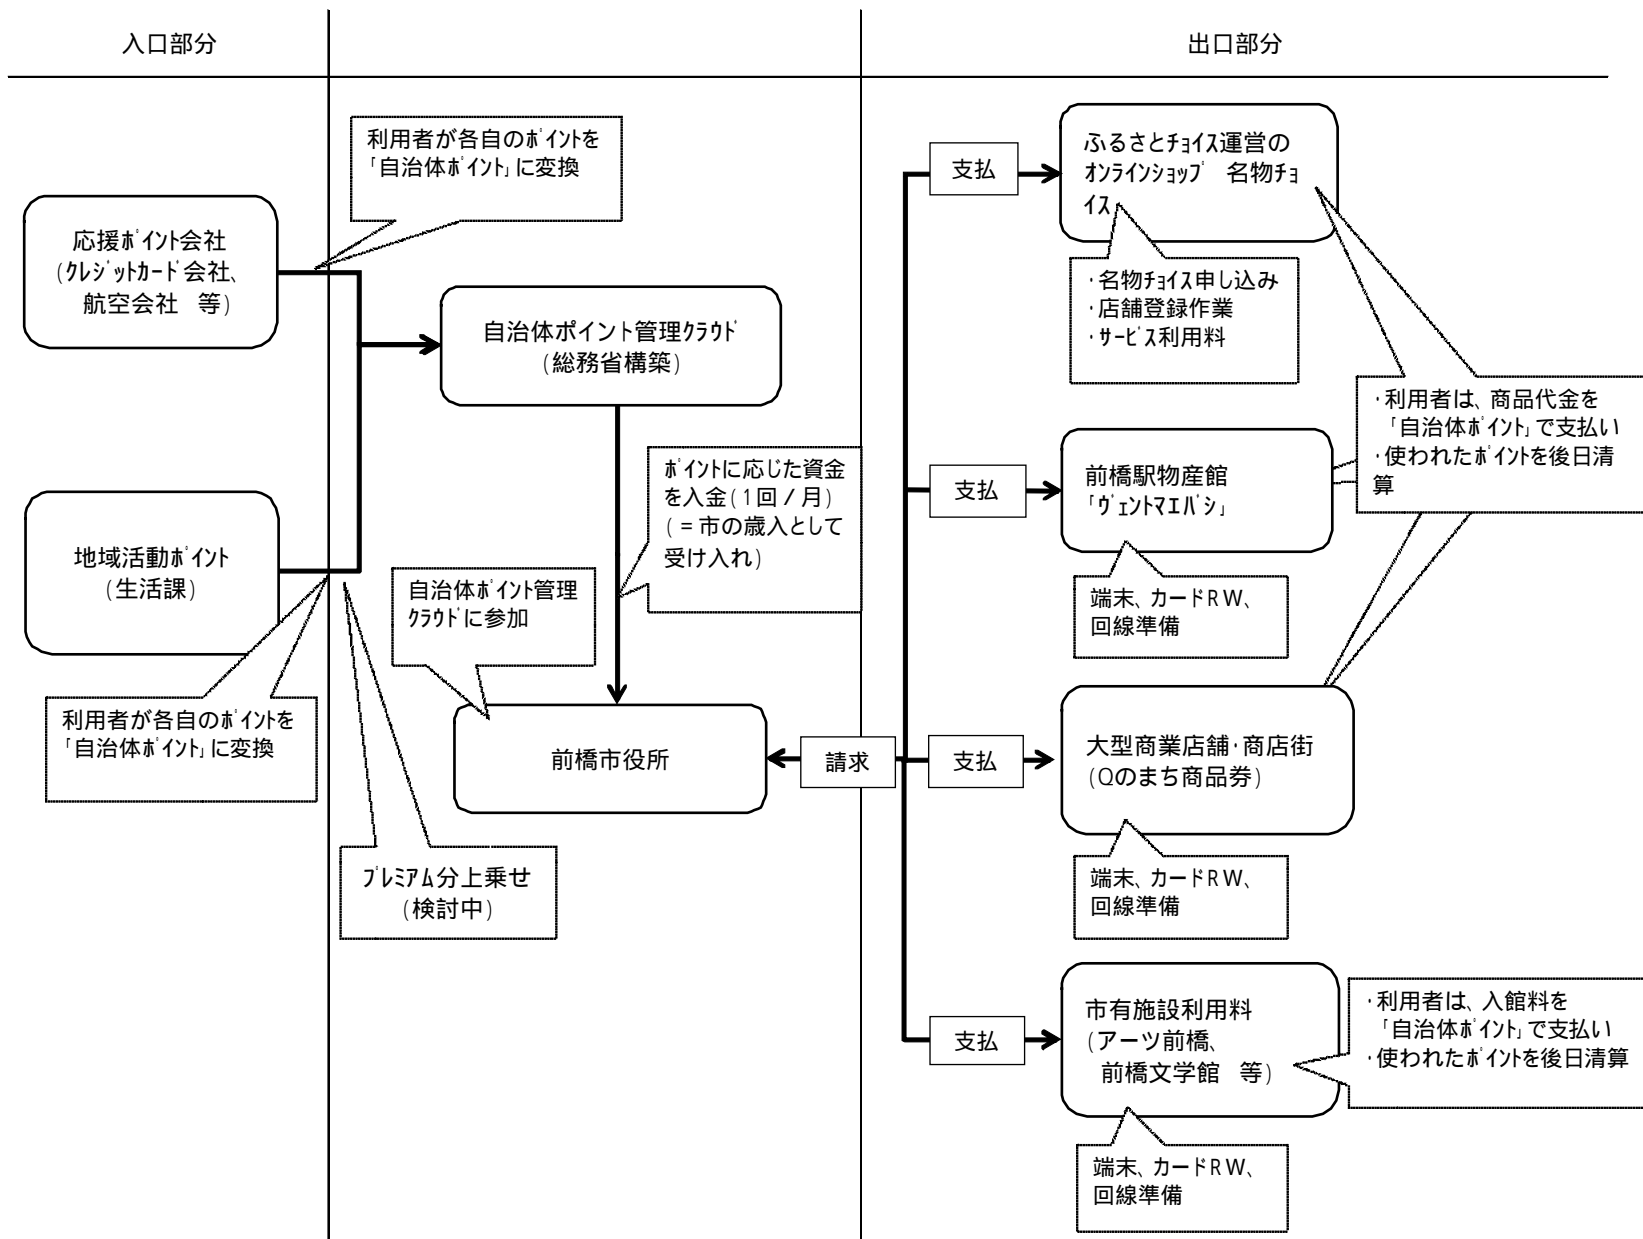 入口部分
出口部分
利用者が各自のﾎﾟｲﾝﾄを
「自治体ﾎﾟｲﾝﾄ」に変換
応援ﾎﾟｲﾝﾄ会社
(ｸﾚｼﾞｯﾄｶｰﾄﾞ会社、
航空会社　等)
地域活動ﾎﾟｲﾝﾄ
(生活課)
利用者が各自のﾎﾟｲﾝﾄを
「自治体ﾎﾟｲﾝﾄ」に変換
自治体ポイント管理ｸﾗｳﾄﾞ
(総務省構築)
ﾎﾟｲﾝﾄに応じた資金
を入金(1回/月)
(=市の歳入として
受け入れ)
自治体ﾎﾟｲﾝﾄ管理
ｸﾗｳﾄﾞに参加
前橋市役所
ﾌﾟﾚﾐｱﾑ分上乗せ
(検討中)
請求
支払
ふるさとﾁｮｲｽ運営の
ｵﾝﾗｲﾝｼｮｯﾌﾟ　名物ﾁｮ
ｲｽ
・名物ﾁｮｲｽ申し込み
・店舗登録作業
・ｻｰﾋﾞｽ利用料
・利用者は、商品代金を
「自治体ﾎﾟｲﾝﾄ」で支払い
・使われたﾎﾟｲﾝﾄを後日清
算
支払
前橋駅物産館
「ｳﾞｪﾝﾄﾏｴﾊﾞｼ」
端末、カードRW、
回線準備
支払
大型商業店舗・商店街
(Qのまち商品券)
端末、カードRW、
回線準備
支払
市有施設利用料
(アーツ前橋、
前橋文学館　等)
・利用者は、入館料を
「自治体ﾎﾟｲﾝﾄ」で支払い
・使われたﾎﾟｲﾝﾄを後日清算
端末、カードRW、
回線準備